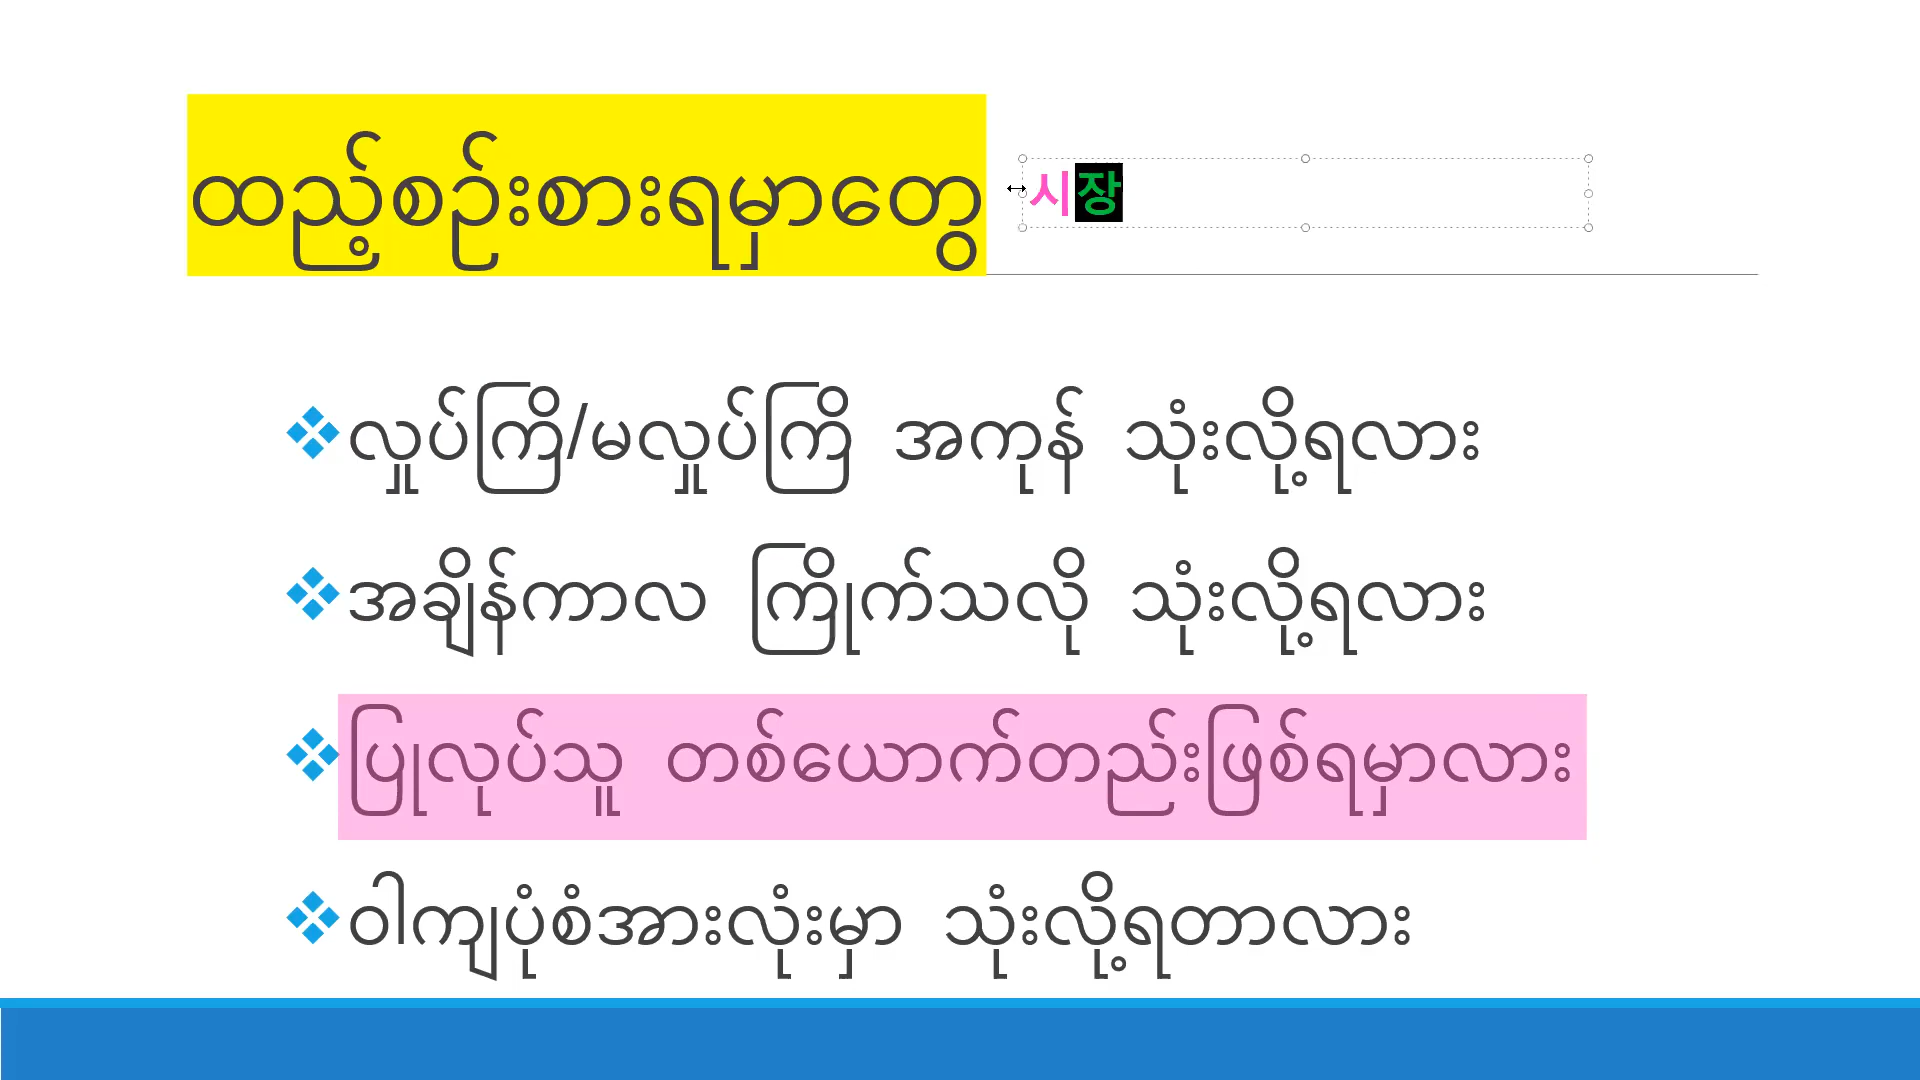 ထည့်စဉ်းစားရမှာတွေ
시장
လှုပ်ကြိ/မလှုပ်ကြိ အကုန် သုံးလို့ရလား
အချိန်ကာလ ကြိုက်သလို သုံးလို့ရလား
ပြုလုပ်သူ တစ်ယောက်တည်းဖြစ်ရမှာလား
ဝါကျပုံစံအားလုံးမှာ သုံးလို့ရတာလား